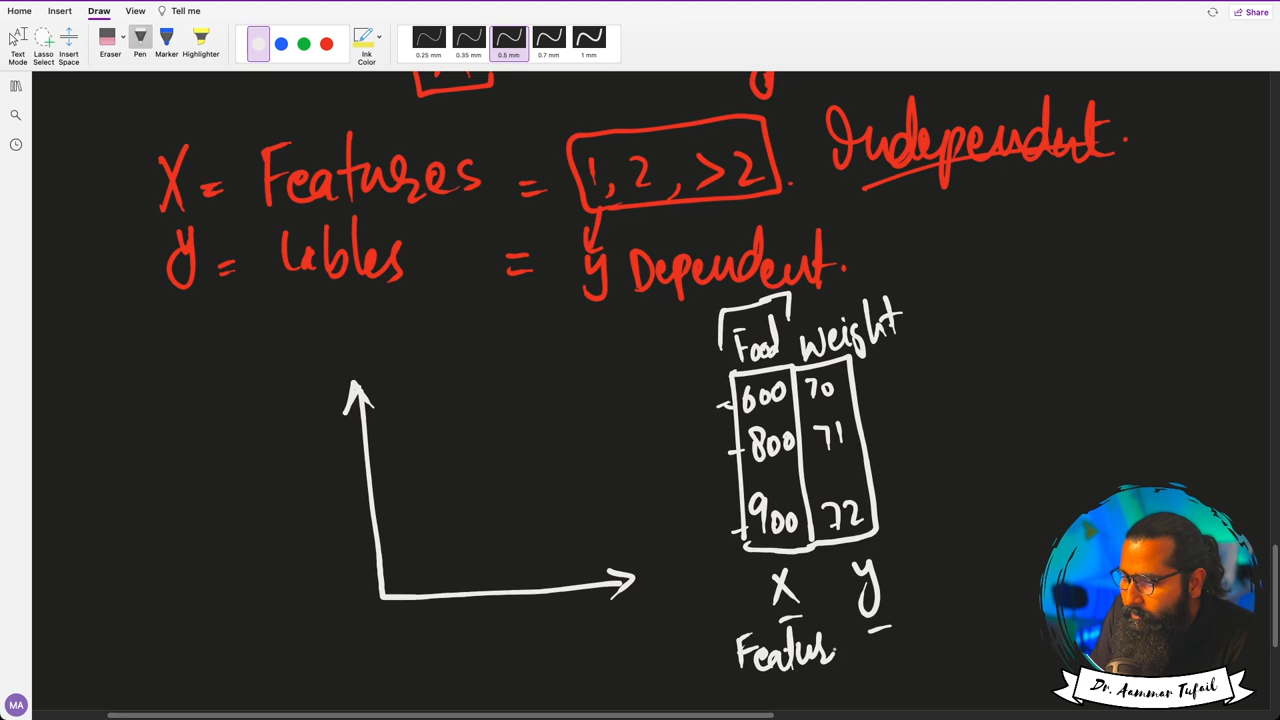 Home Insert Draw View Tell me
Share
Text Mode
Lasso Select
Insert Space
Eraser
Pen
Marker
Highlighter
Ink Color
0.25 mm
0.35 mm
0.5 mm
0.7 mm
1 mm
X = Features = 1, 2, >2. Independent.
y = lables = y Dependent.
Food Weight
600 70
800 71
900 72
X y
Featur
MA
Dr. Aammar Tufail